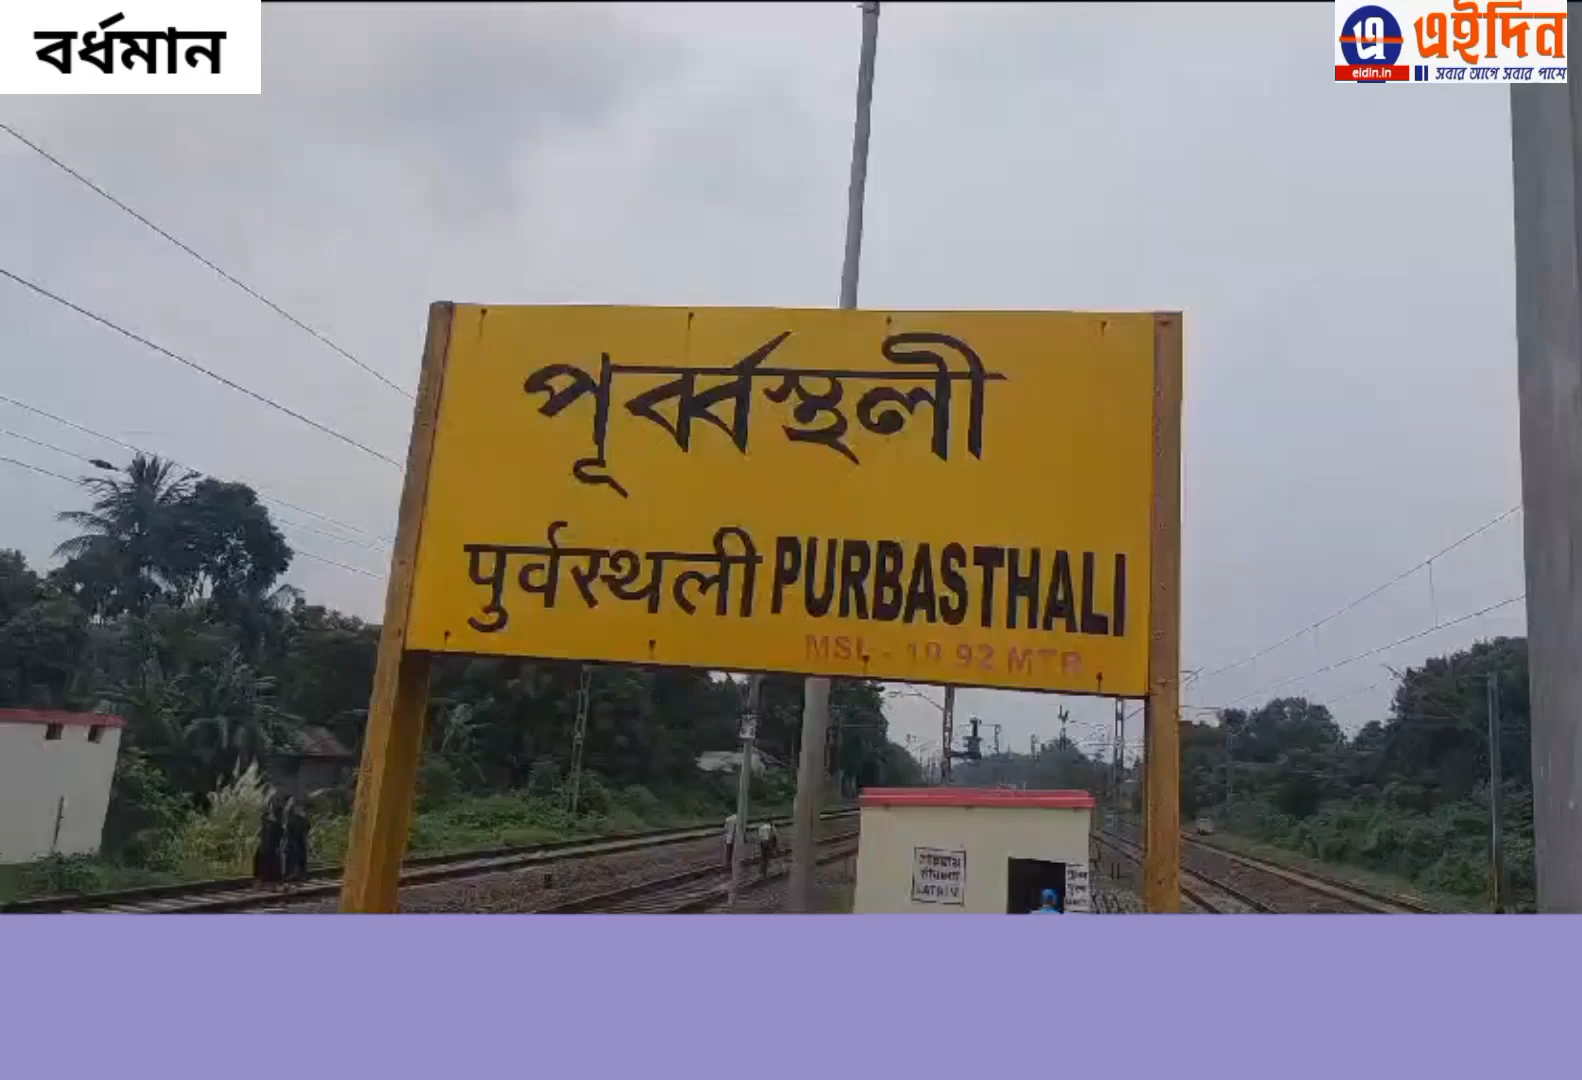 বর্ধমান
এ এইদিন
eidin.in সবার আগে সবার পাশে
পূর্ব্বস্থলী
पुर्वस्थली PURBASTHALI
MSL - 10.92 MTR.